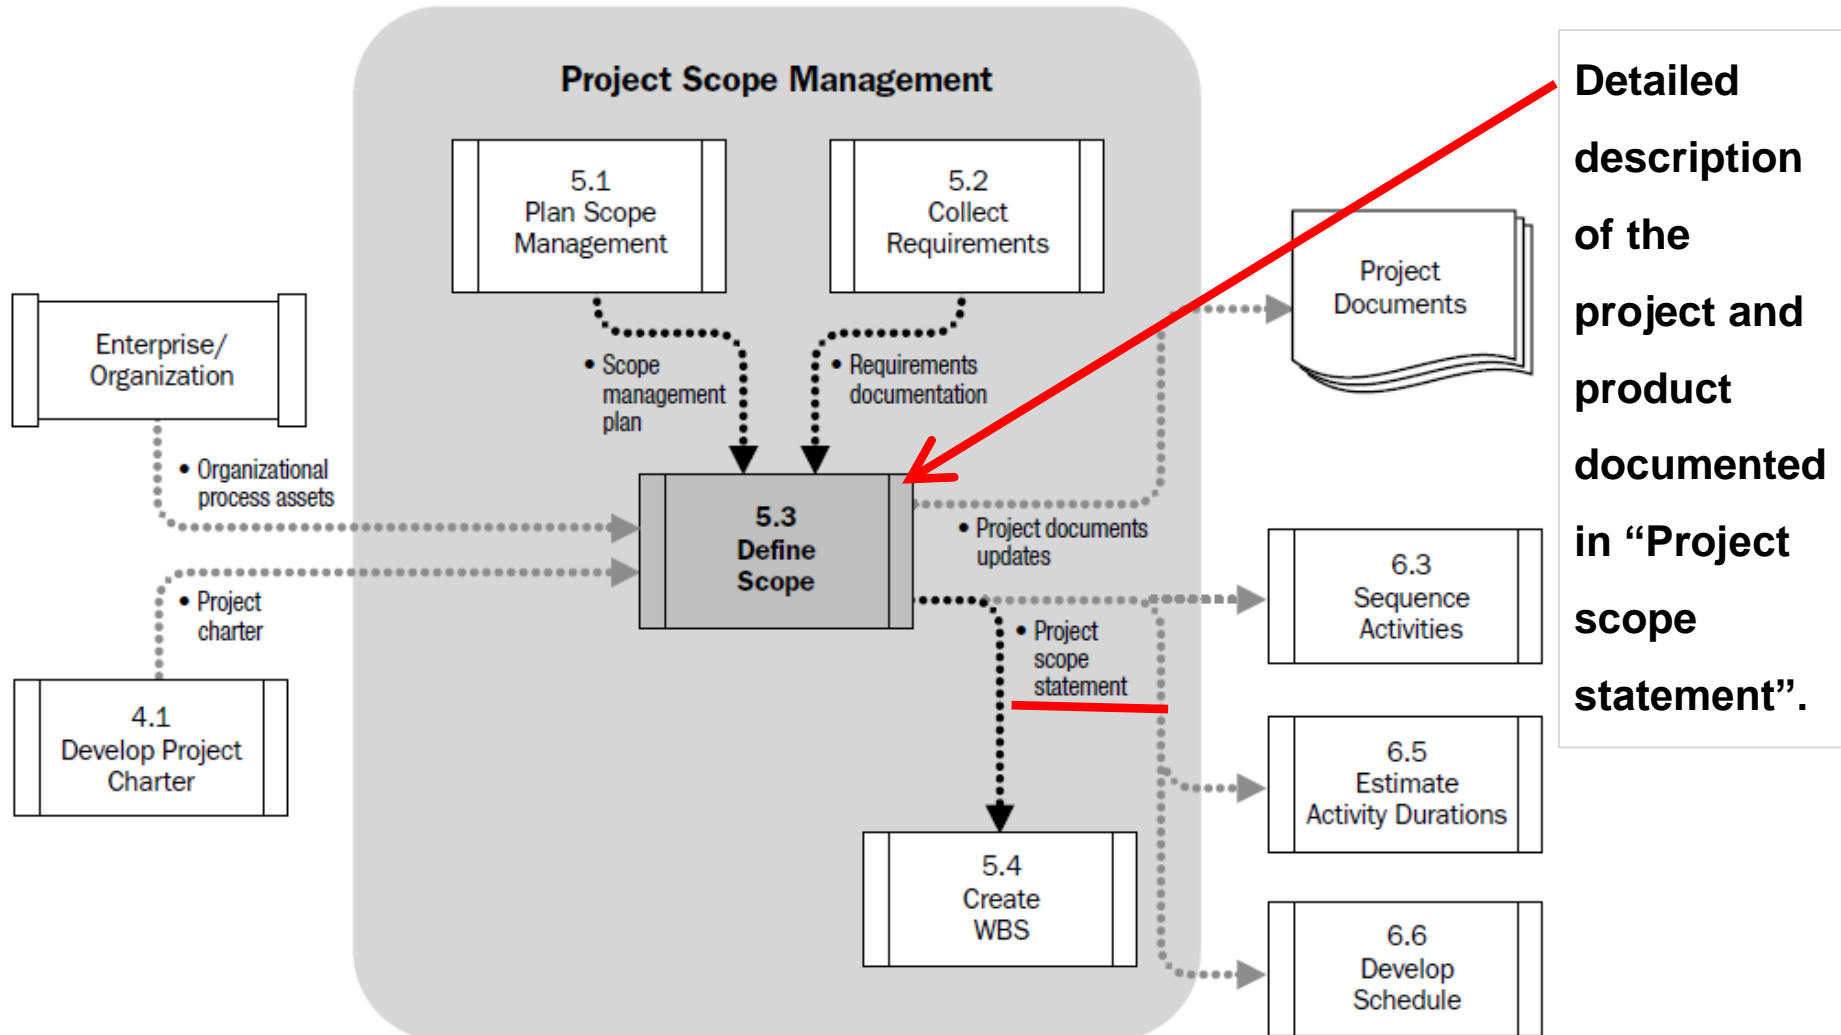 Project Scope Management
5.1
Plan Scope
Management
5.2
Collect
Requirements
Enterprise/
Organization
• Scope
management
plan
• Requirements
documentation
Project
Documents
• Organizational
process assets
5.3
Define
Scope
• Project documents
updates
• Project
charter
4.1
Develop Project
Charter
• Project
scope
statement
6.3
Sequence
Activities
6.5
Estimate
Activity Durations
5.4
Create
WBS
6.6
Develop
Schedule
Detailed
description
of the
project and
product
documented
in “Project
scope
statement”.